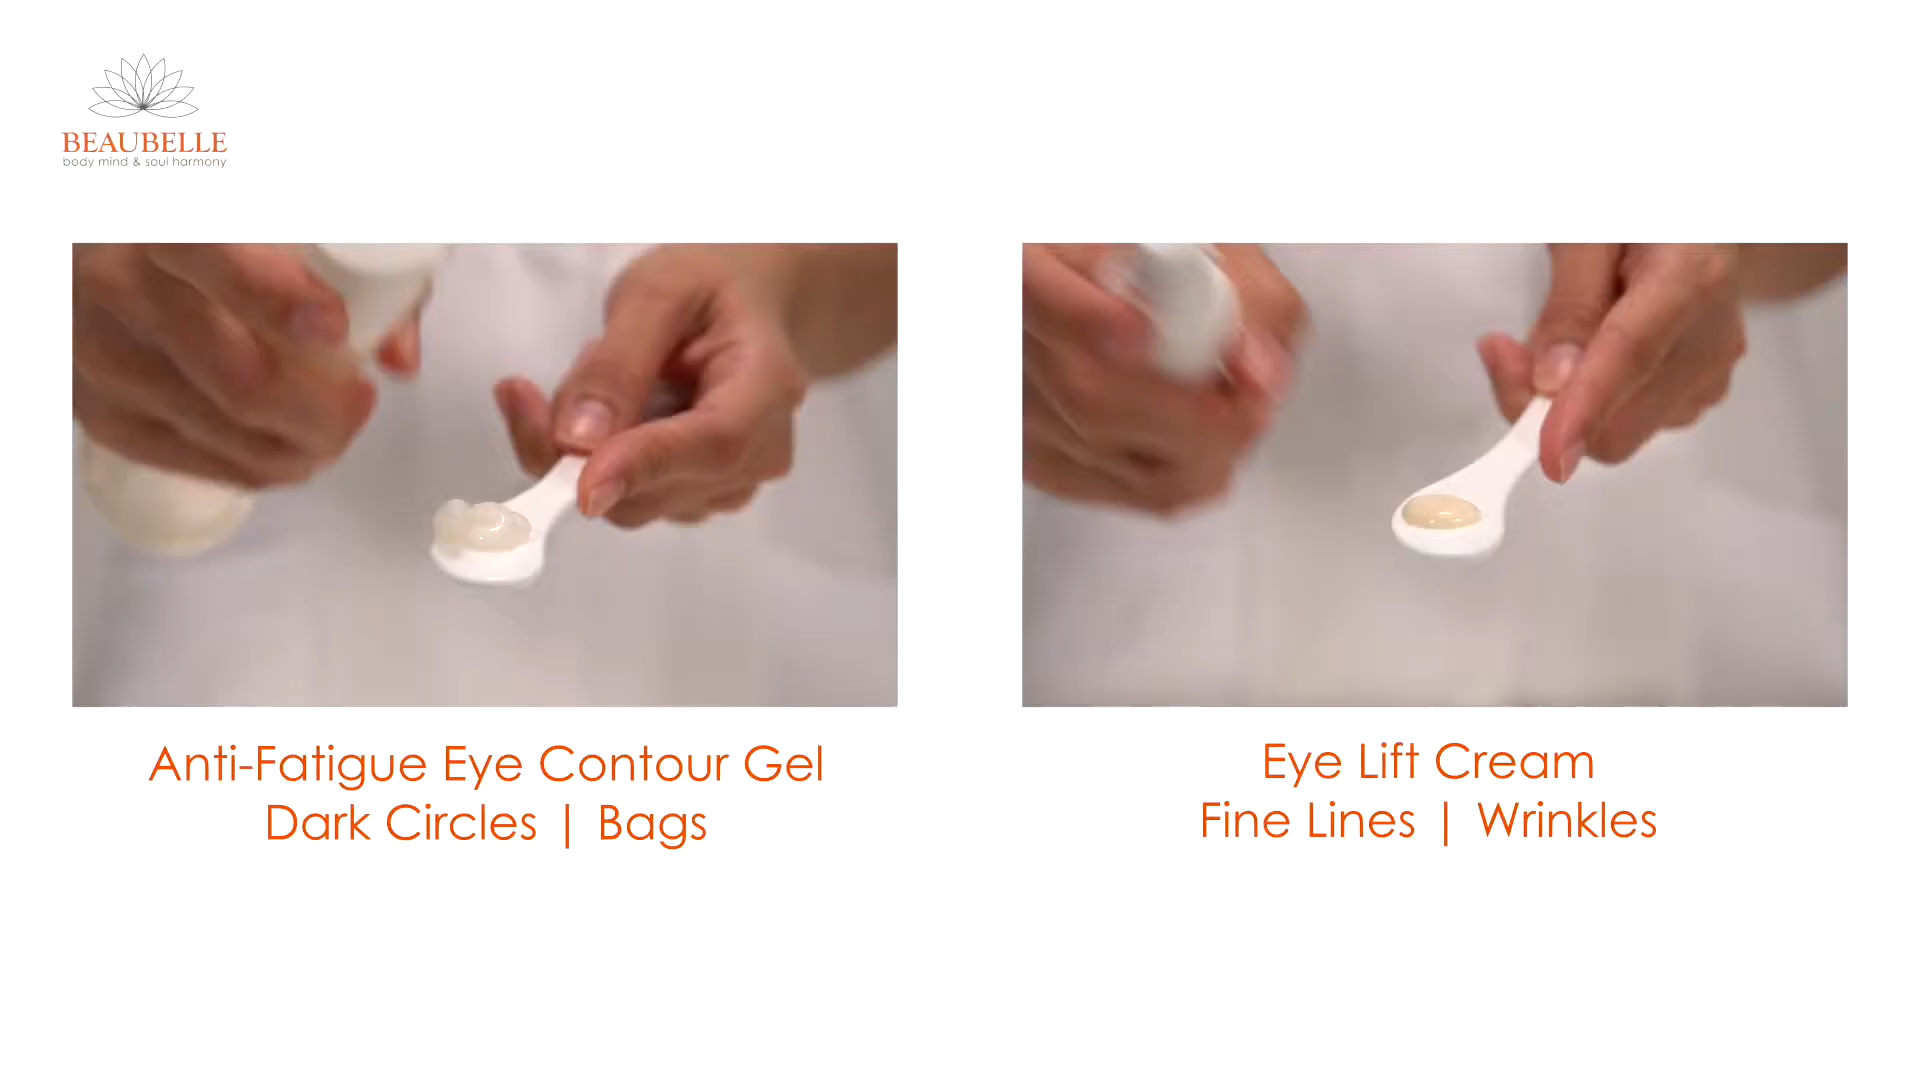 BEAUBELLE
body mind & soul harmony
Anti-Fatigue Eye Contour Gel
Dark Circles | Bags
Eye Lift Cream
Fine Lines | Wrinkles